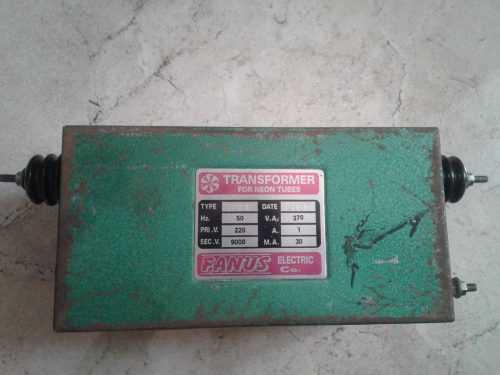 TRANSFORMER
FOR NEON TUBES
TYPE DATE
Hz. 50 V.A. 270
PRI.V. 220 A. 1
SEC.V. 9000 M.A. 30
FANUS ELECTRIC
Co.